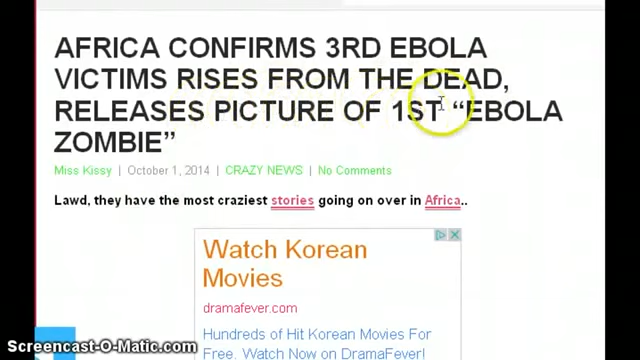 AFRICA CONFIRMS 3RD EBOLA
VICTIMS RISES FROM THE DEAD,
RELEASES PICTURE OF 1ST “EBOLA
ZOMBIE”
Miss Kissy | October 1, 2014 | CRAZY NEWS | No Comments
Lawd, they have the most craziest stories going on over in Africa..
Watch Korean
Movies
dramafever.com
Hundreds of Hit Korean Movies For
Free. Watch Now on DramaFever!
Screencast-O-Matic.com